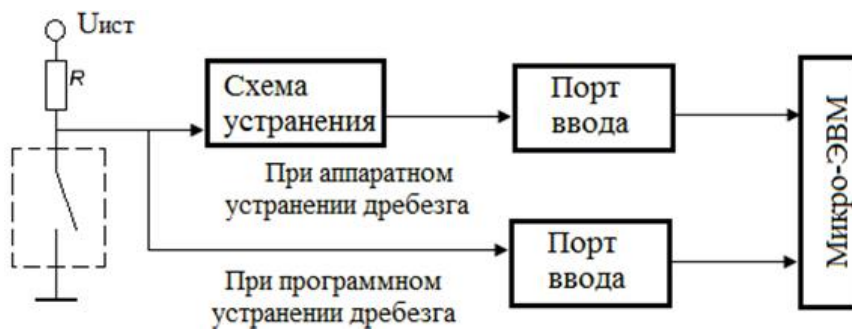 Uист
R
Схема
устранения
Порт
ввода
Микро-ЭВМ
При аппаратном
устранении дребезга
Порт
ввода
При программном
устранении дребезга